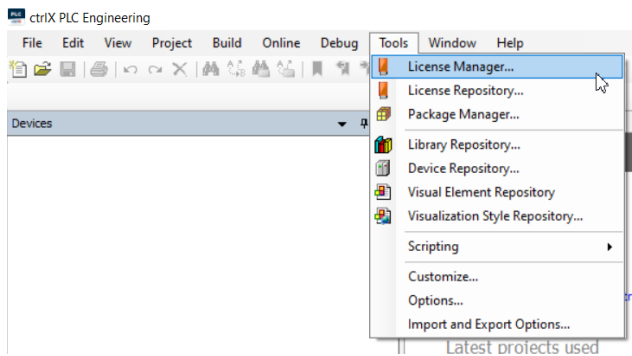 PLC ctrlX PLC Engineering
File Edit View Project Build Online Debug Tools Window Help
License Manager...
License Repository...
Package Manager...
Devices
Library Repository...
Device Repository...
Visual Element Repository
Visualization Style Repository...
Scripting
Customize...
Options...
Import and Export Options...
Latest projects used